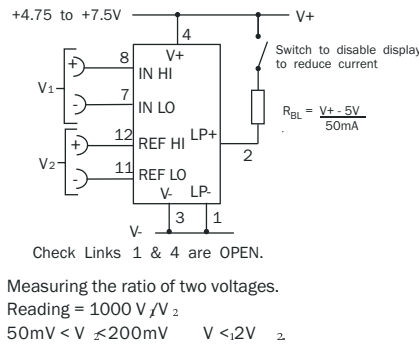 +4.75 to +7.5V
V+
4
V+
Switch to disable display
to reduce current
8
+
IN HI
V1
7
-
IN LO
RBL = V+ - 5V
50mA
12
+
REF HI
LP+
V2
2
11
-
REF LO
V-
LP-
3
1
V-
Check Links 1 & 4 are OPEN.
Measuring the ratio of two voltages.
Reading = 1000 V1/V2
50mV < V2 <200mV V1 <2V2